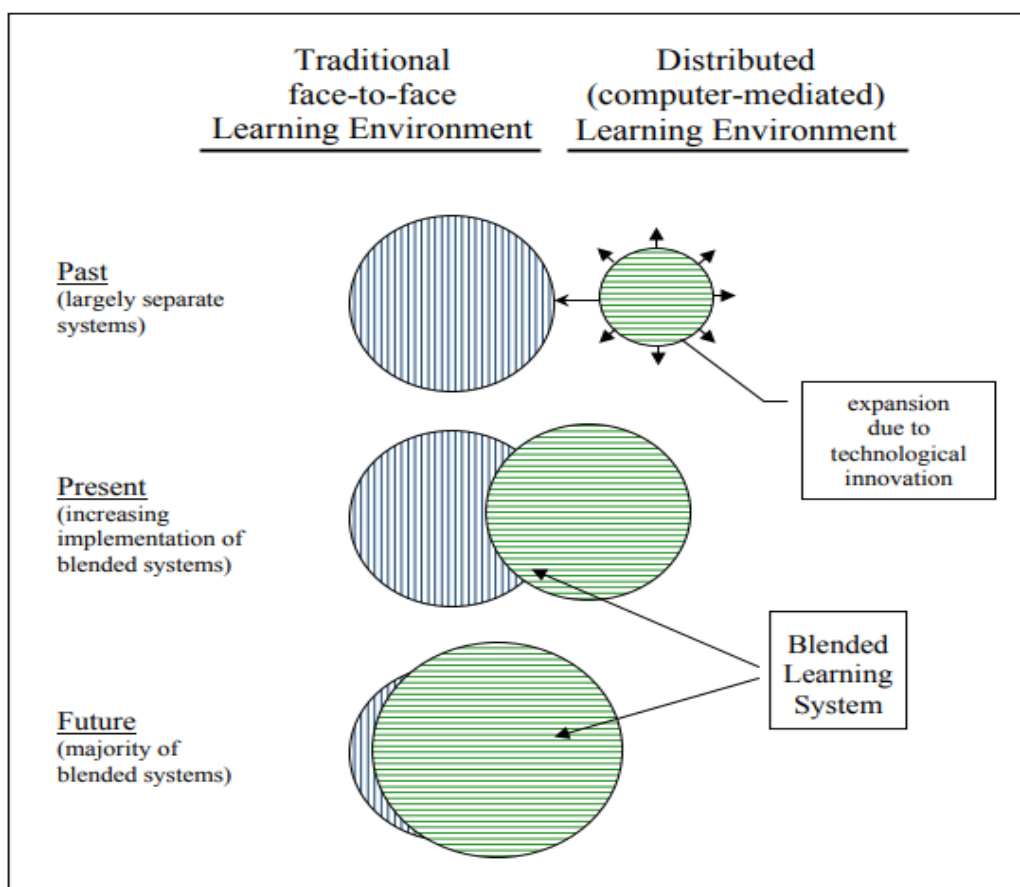 Traditional
face-to-face
Learning Environment
Distributed
(computer-mediated)
Learning Environment
Past
(largely separate
systems)
expansion
due to
technological
innovation
Present
(increasing
implementation of
blended systems)
Blended
Learning
System
Future
(majority of
blended systems)